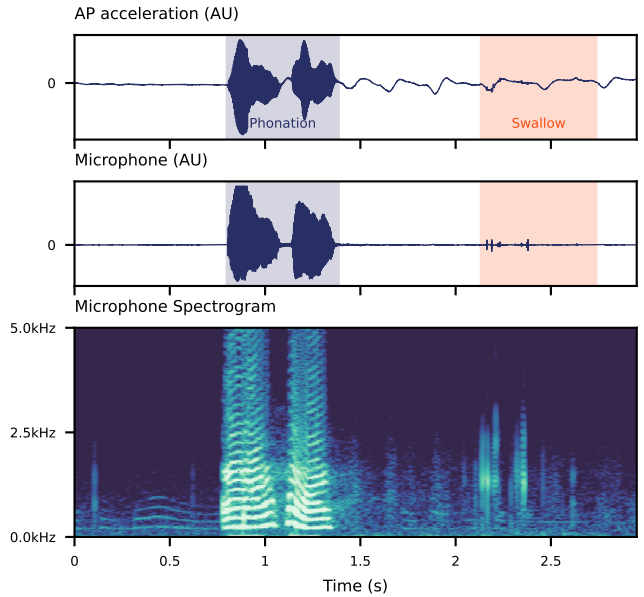 AP acceleration (AU)
0
Phonation
Swallow
Microphone (AU)
0
Microphone Spectrogram
5.0kHz
2.5kHz
0.0kHz
0 0.5 1 1.5 2 2.5
Time (s)